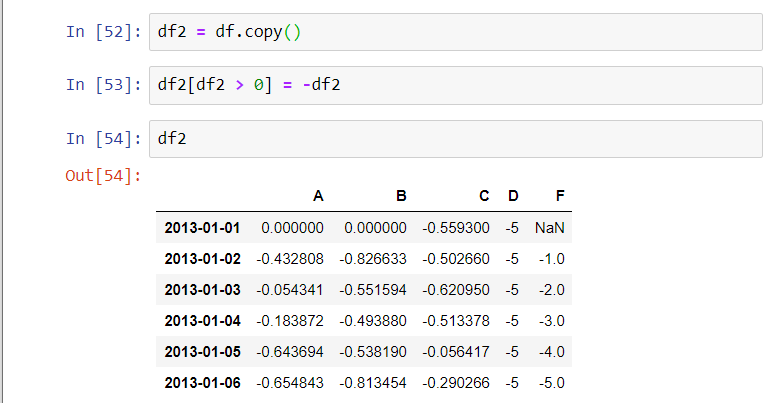 In [52]: df2 = df.copy()
In [53]: df2[df2 > 0] = -df2
In [54]: df2
Out[54]:
A B C D F
2013-01-01 0.000000 0.000000 -0.559300 -5 NaN
2013-01-02 -0.432808 -0.826633 -0.502660 -5 -1.0
2013-01-03 -0.054341 -0.551594 -0.620950 -5 -2.0
2013-01-04 -0.183872 -0.493880 -0.513378 -5 -3.0
2013-01-05 -0.643694 -0.538190 -0.056417 -5 -4.0
2013-01-06 -0.654843 -0.813454 -0.290266 -5 -5.0